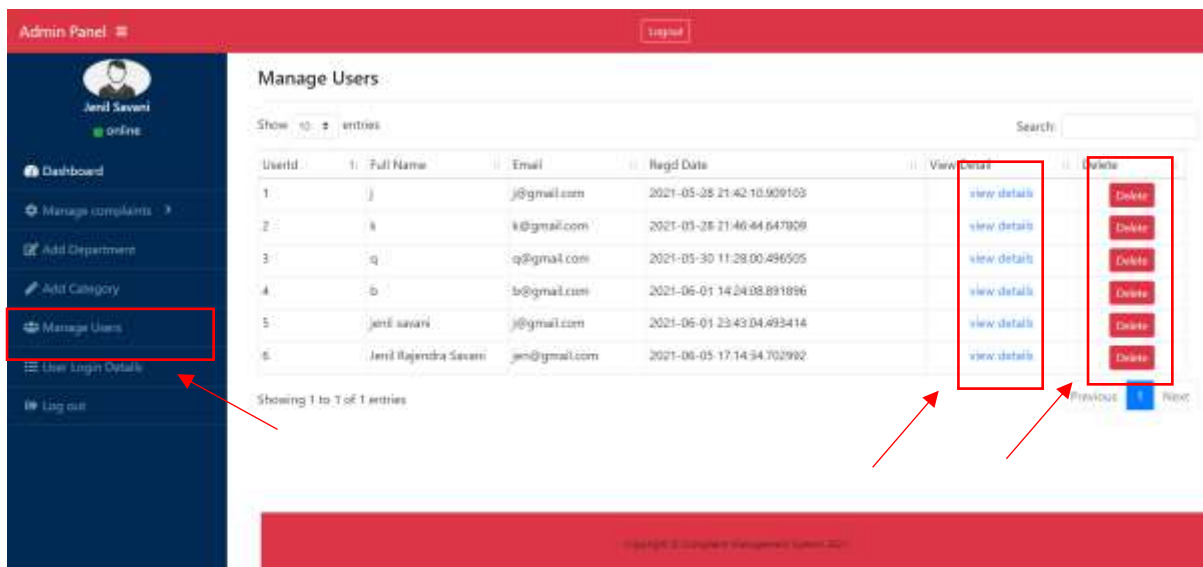 Admin Panel
Logout
Jenil Savani
online
Dashboard
Manage complaints
Add Department
Add Category
Manage Users
User Login Details
Log out
Manage Users
Show 10 entries
Search:
UserId Full Name Email Regd Date View Detail Delete
1 j j@gmail.com 2021-05-28 21:42:10.909103 view details Delete
2 k k@gmail.com 2021-05-28 21:46:44.647809 view details Delete
3 q q@gmail.com 2021-05-30 11:28:00.496505 view details Delete
4 b b@gmail.com 2021-06-01 14:24:08.891896 view details Delete
5 jenil savani j@gmail.com 2021-06-01 23:43:04.493414 view details Delete
6 Jenil Rajendra Savani jen@gmail.com 2021-06-05 17:14:34.702992 view details Delete
Showing 1 to 1 of 1 entries
Previous 1 Next
Copyright © Complaint Management System 2021